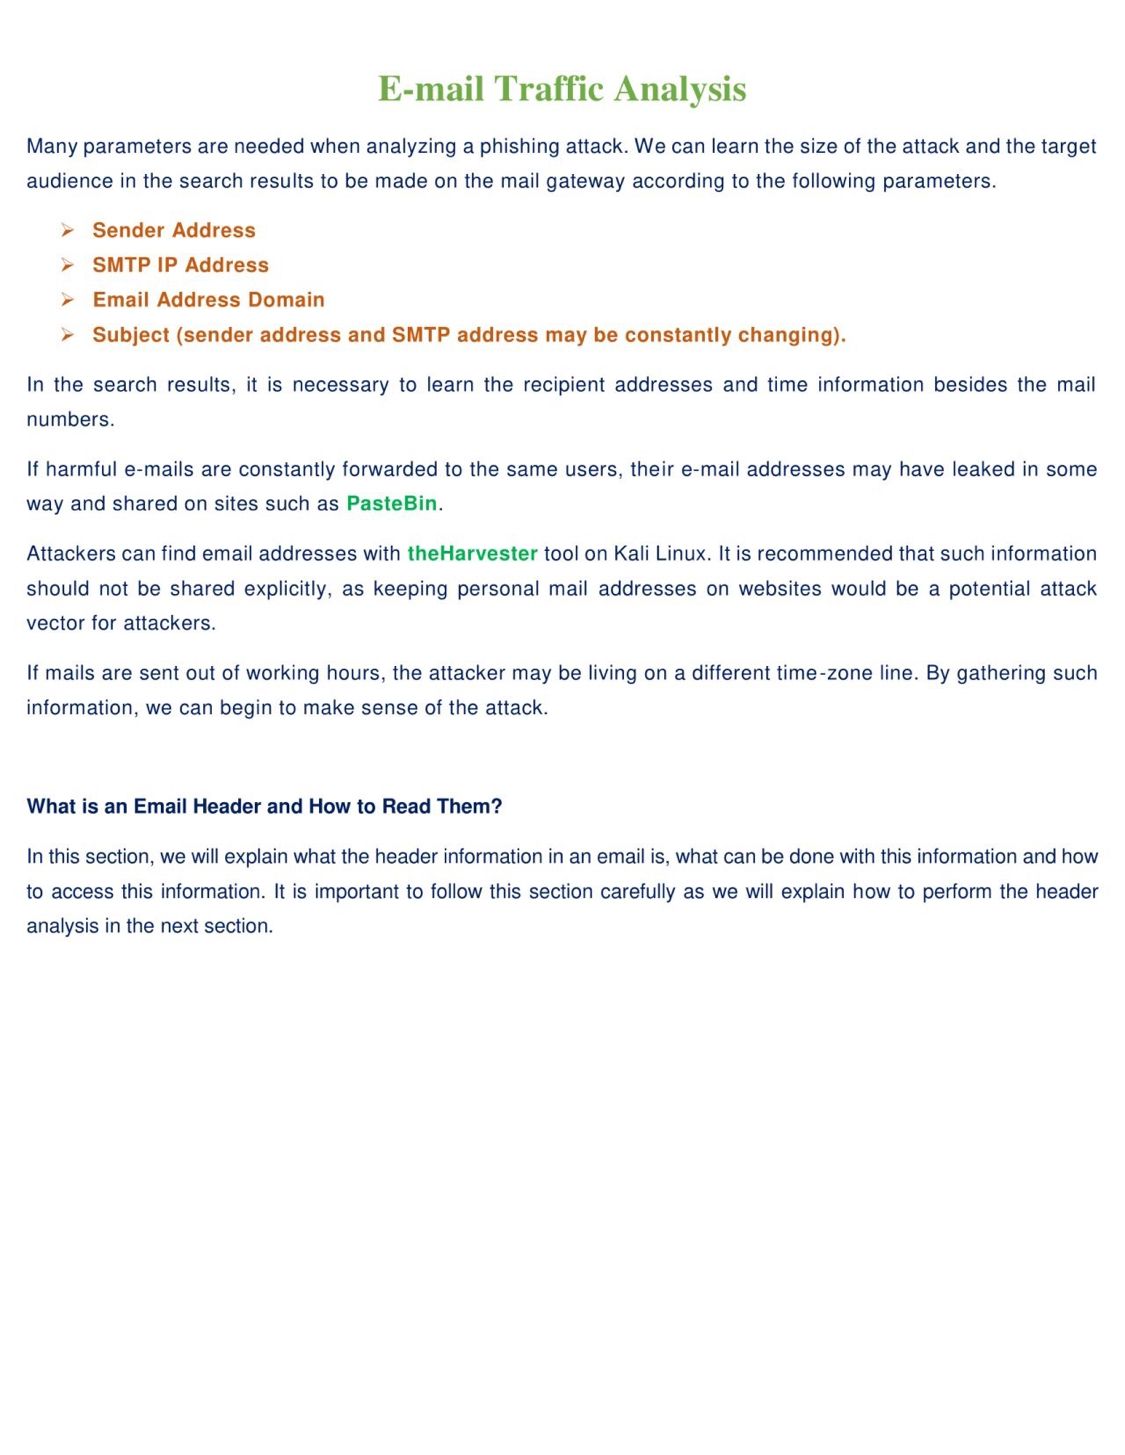 E-mail Traffic Analysis
Many parameters are needed when analyzing a phishing attack. We can learn the size of the attack and the target
audience in the search results to be made on the mail gateway according to the following parameters.
➢ Sender Address
➢ SMTP IP Address
➢ Email Address Domain
➢ Subject (sender address and SMTP address may be constantly changing).
In the search results, it is necessary to learn the recipient addresses and time information besides the mail
numbers.
If harmful e-mails are constantly forwarded to the same users, their e-mail addresses may have leaked in some
way and shared on sites such as PasteBin.
Attackers can find email addresses with theHarvester tool on Kali Linux. It is recommended that such information
should not be shared explicitly, as keeping personal mail addresses on websites would be a potential attack
vector for attackers.
If mails are sent out of working hours, the attacker may be living on a different time-zone line. By gathering such
information, we can begin to make sense of the attack.
What is an Email Header and How to Read Them?
In this section, we will explain what the header information in an email is, what can be done with this information and how
to access this information. It is important to follow this section carefully as we will explain how to perform the header
analysis in the next section.